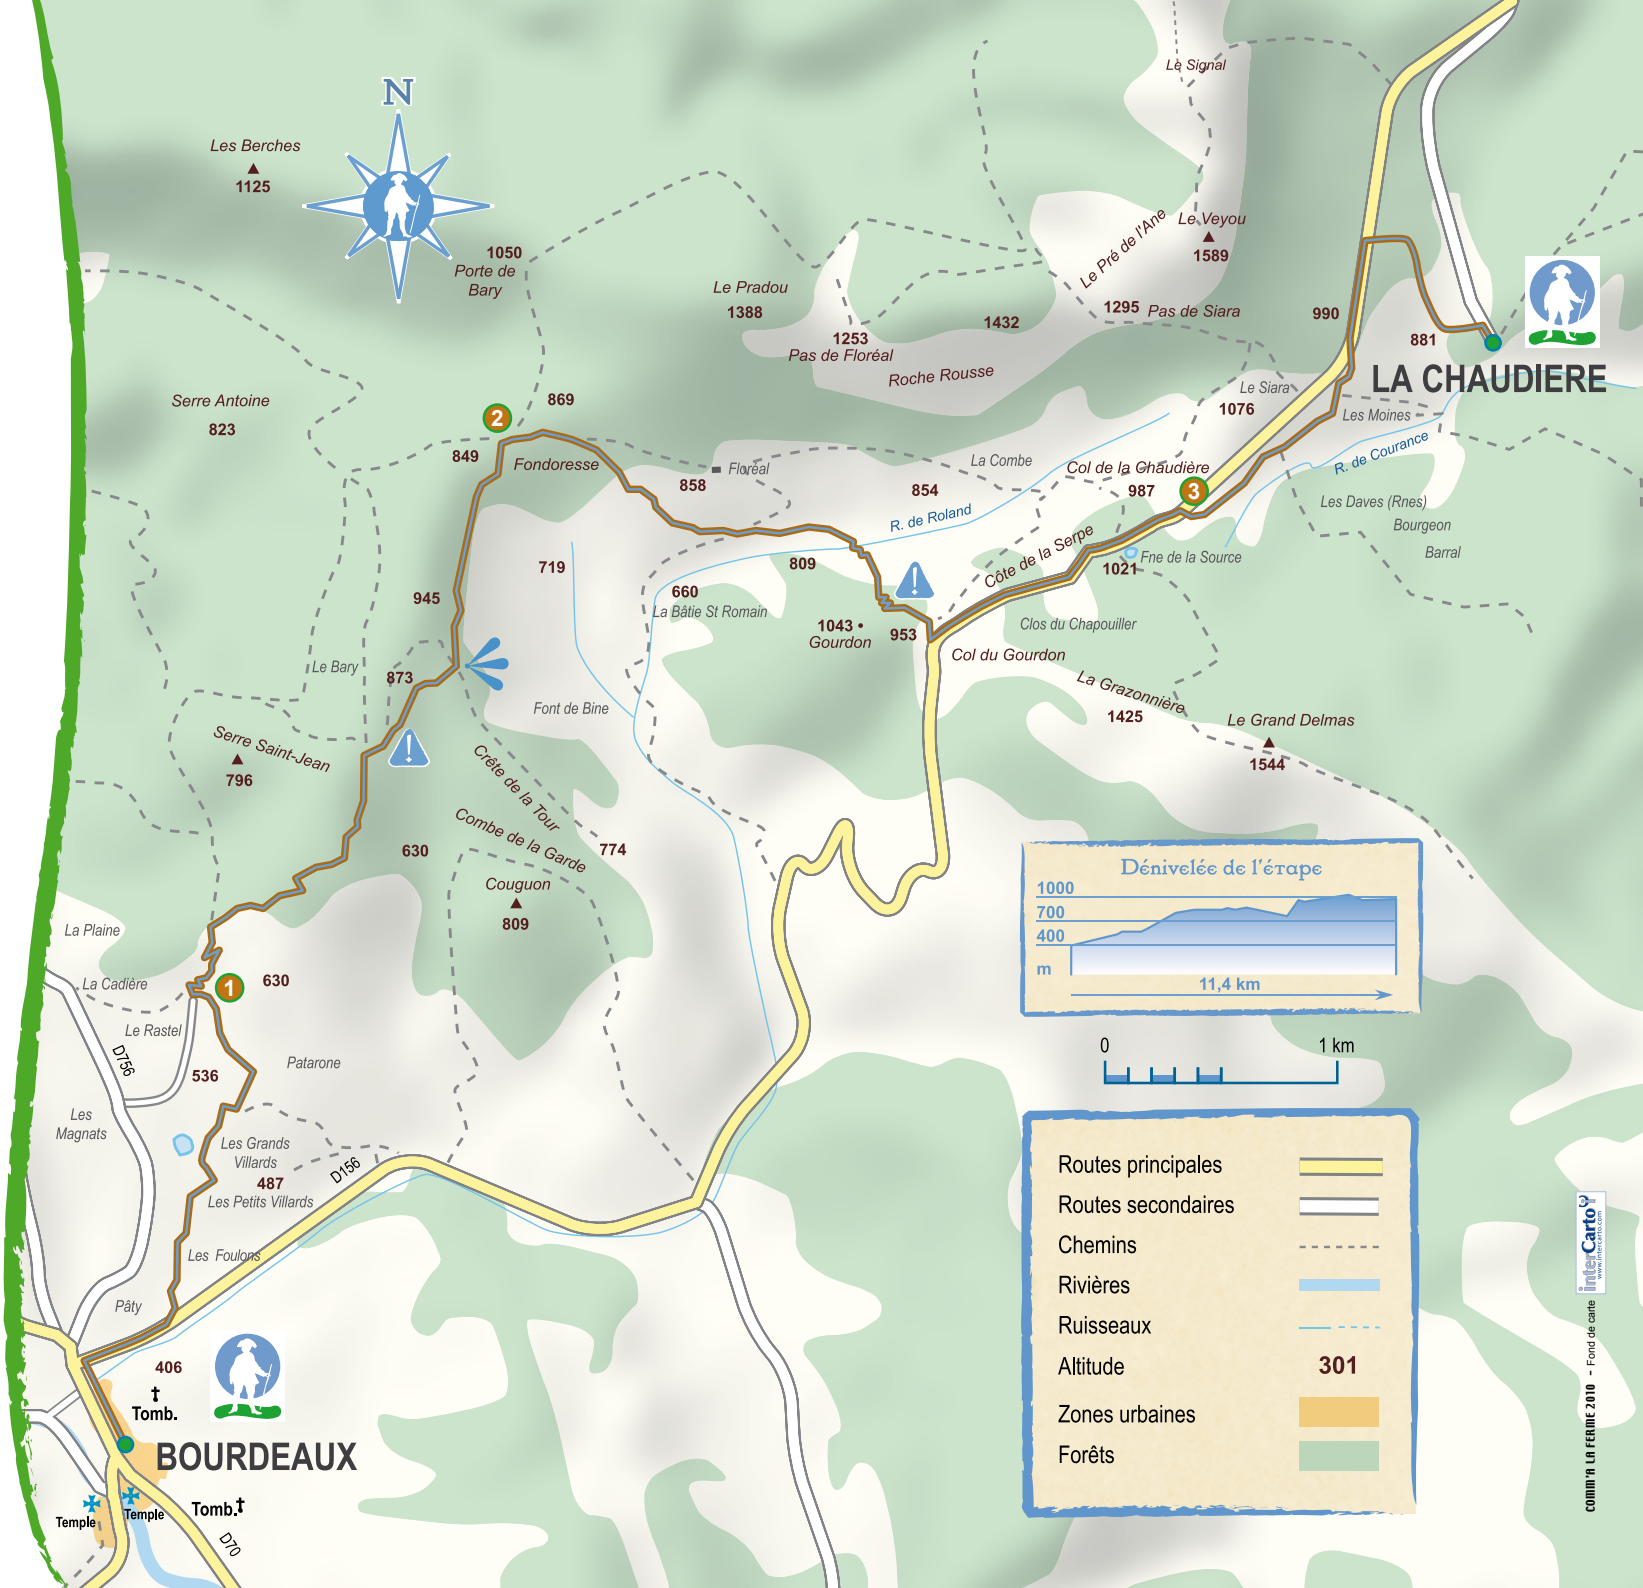 N
Le Signal
Les Berches
1125
Le Pré de l'Ane
Le Veyou
1589
1050
Porte de
Bary
Le Pradou
1388
1253
Pas de Floréal
1432
1295
Pas de Siara
990
881
LA CHAUDIERE
Roche Rousse
Serre Antoine
823
2
869
849
Fondoresse
Floréal
858
La Combe
854
R. de Roland
Le Siara
1076
Les Moines
R. de Courance
Col de la Chaudière
987
3
Les Daves (Rnes)
Bourgeon
Barral
Côte de la Serpe
Fne de la Source
1021
719
809
945
660
La Bâtie St Romain
!
1043
Gourdon
953
Clos du Chapouiller
Col du Gourdon
Le Bary
873
La Grazonnière
1425
Le Grand Delmas
1544
Font de Bine
Serre Saint-Jean
796
!
Crête de la Tour
Combe de la Garde
630
774
Couguon
809
La Plaine
La Cadière
1
630
Le Rastel
D756
536
Patarone
Les
Magnats
Les Grands
Villards
487
Les Petits Villards
D156
Les Foulons
Pâty
406
Tomb.
BOURDEAUX
Temple
Temple
Tomb.
D70
Dénivelée de l'étape
1000
700
400
m
11,4 km
0
1 km
Routes principales
Routes secondaires
Chemins
Rivières
Ruisseaux
Altitude
301
Zones urbaines
Forêts
COMM'A LA FERME 2010 - Fond de carte
interCarto
www.intercarto.com